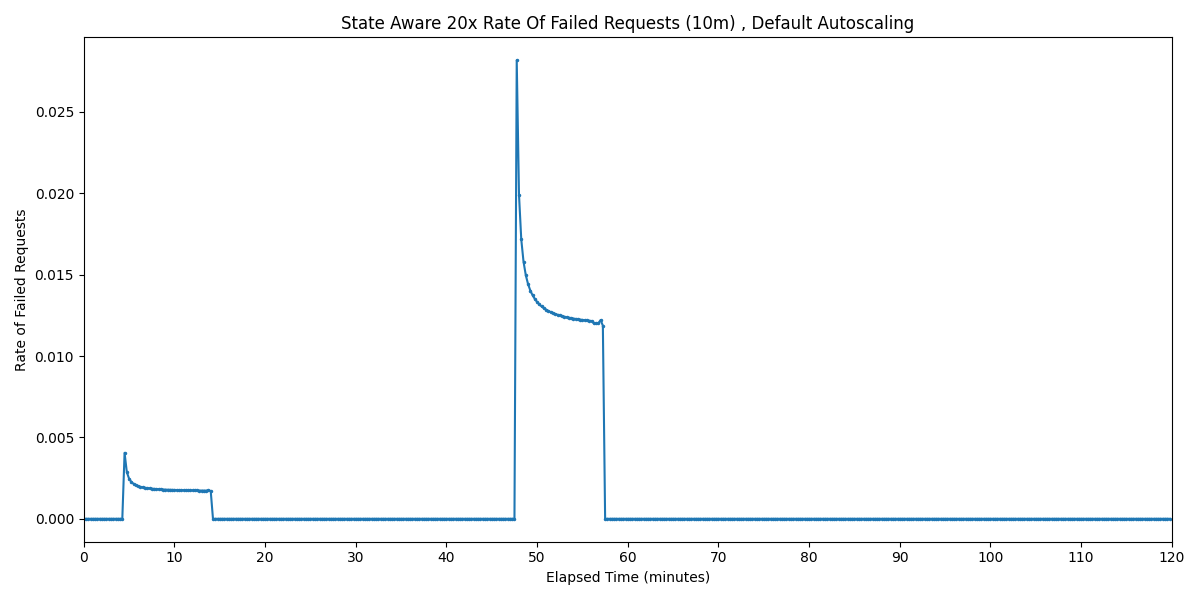 State Aware 20x Rate Of Failed Requests (10m) , Default Autoscaling
Rate of Failed Requests
0.025
0.020
0.015
0.010
0.005
0.000
0 10 20 30 40 50 60 70 80 90 100 110 120
Elapsed Time (minutes)